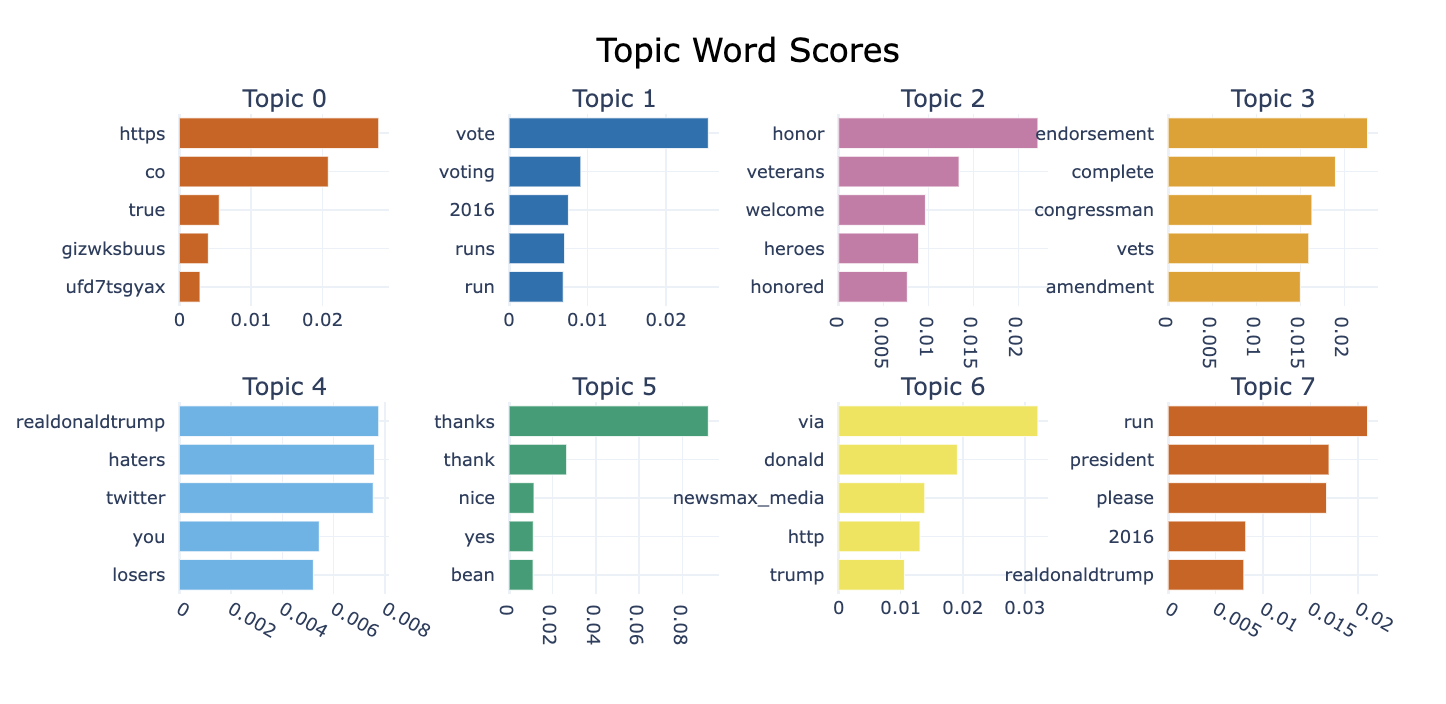 Topic Word Scores
Topic 0
https
co
true
gizwksbuus
ufd7tsgyax
0 0.01 0.02
Topic 1
vote
voting
2016
runs
run
0 0.01 0.02
Topic 2
honor
veterans
welcome
heroes
honored
0 0.005 0.01 0.015 0.02
Topic 3
endorsement
complete
congressman
vets
amendment
0 0.005 0.01 0.015 0.02
Topic 4
realdonaldtrump
haters
twitter
you
losers
0 0.002 0.004 0.006 0.008
Topic 5
thanks
thank
nice
yes
bean
0 0.02 0.04 0.06 0.08
Topic 6
via
donald
newsmax_media
http
trump
0 0.01 0.02 0.03
Topic 7
run
president
please
2016
realdonaldtrump
0 0.005 0.01 0.015 0.02